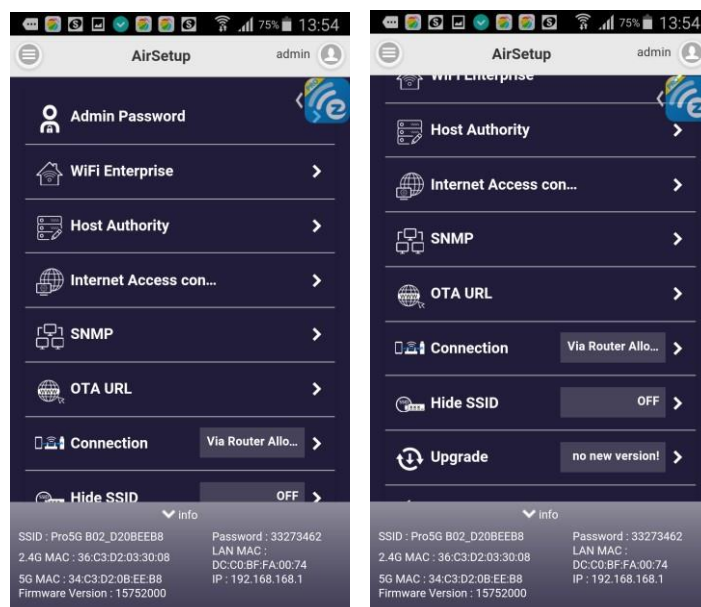 75% 13:54
AirSetup admin
Admin Password
WiFi Enterprise
Host Authority
Internet Access con...
SNMP
OTA URL
Connection Via Router Allo...
Hide SSID OFF
info
SSID : Pro5G B02_D20BEEB8
Password : 33273462
2.4G MAC : 36:C3:D2:03:30:08
LAN MAC :
DC:C0:BF:FA:00:74
5G MAC : 34:C3:D2:0B:EE:B8
IP : 192.168.168.1
Firmware Version : 15752000
75% 13:54
AirSetup admin
WiFi Enterprise
Host Authority
Internet Access con...
SNMP
OTA URL
Connection Via Router Allo...
Hide SSID OFF
Upgrade no new version!
info
SSID : Pro5G B02_D20BEEB8
Password : 33273462
2.4G MAC : 36:C3:D2:03:30:08
LAN MAC :
DC:C0:BF:FA:00:74
5G MAC : 34:C3:D2:0B:EE:B8
IP : 192.168.168.1
Firmware Version : 15752000